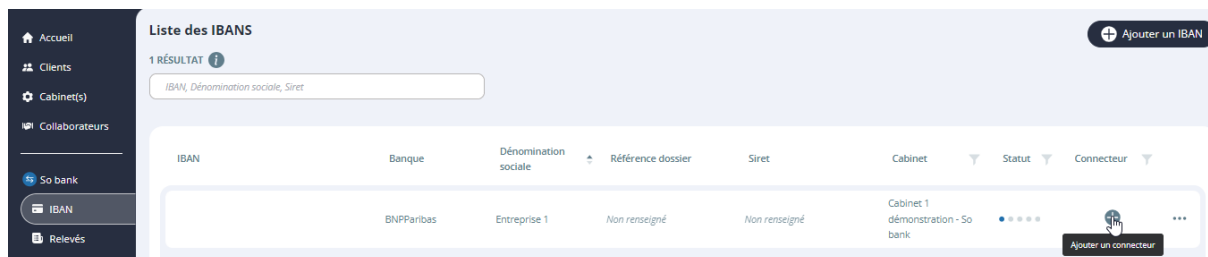 Accueil
Clients
Cabinet(s)
Collaborateurs
So bank
IBAN
Relevés
Liste des IBANS
Ajouter un IBAN
1 RÉSULTAT
IBAN, Dénomination sociale, Siret
IBAN
Banque
Dénomination
sociale
Référence dossier
Siret
Cabinet
Statut
Connecteur
BNPParibas
Entreprise 1
Non renseigné
Non renseigné
Cabinet 1
démonstration - So
bank
Ajouter un connecteur